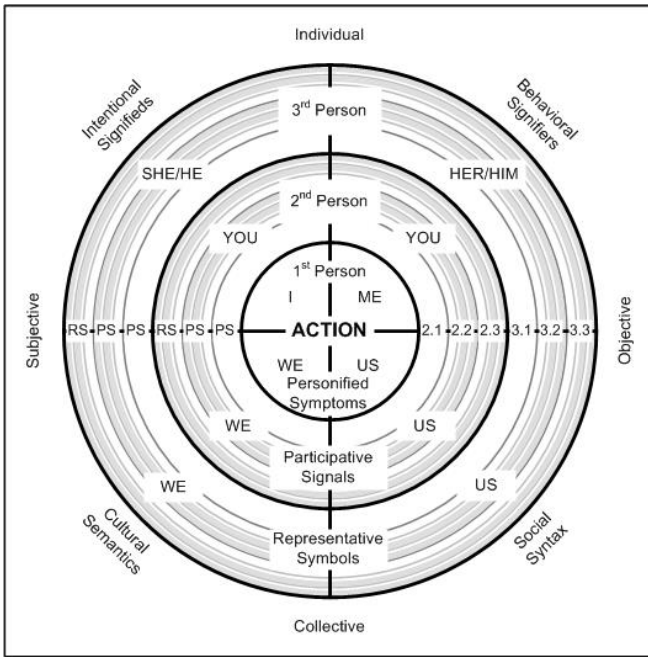 Individual
Intentional
Signifieds
Behavioral
Signifiers
3rd Person
SHE/HE
HER/HIM
2nd Person
YOU
YOU
1st Person
I
ME
Subjective
RS PS PS RS PS PS ACTION 2.1 2.2 2.3 3.1 3.2 3.3
Objective
WE
US
Personified
Symptoms
WE
US
Participative
Signals
WE
US
Cultural
Semantics
Representative
Symbols
Social
Syntax
Collective